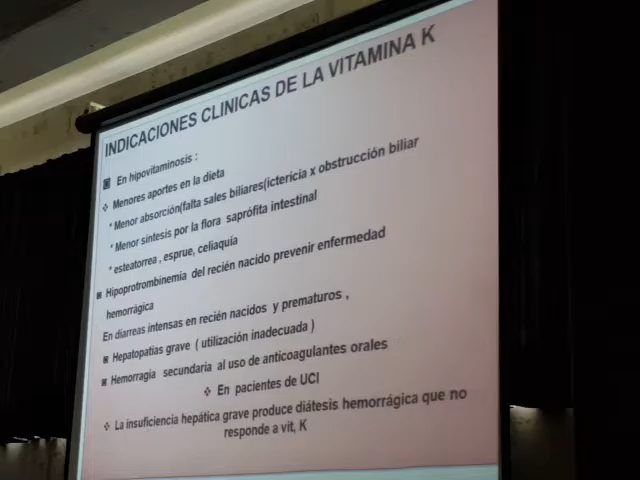 INDICACIONES CLINICAS DE LA VITAMINA K
En hipovitaminosis :
Menores aportes en la dieta
* Menor absorción(falta sales biliares(ictericia x obstrucción biliar
* Menor síntesis por la flora saprófita intestinal
* esteatorrea , esprue, celiaquía
Hipoprotrombinemia del recién nacido prevenir enfermedad
hemorrágica
En diarreas intensas en recién nacidos y prematuros ,
Hepatopatías grave ( utilización inadecuada )
Hemorragia secundaria al uso de anticoagulantes orales
En pacientes de UCI
La insuficiencia hepática grave produce diátesis hemorrágica que no
responde a vit, K